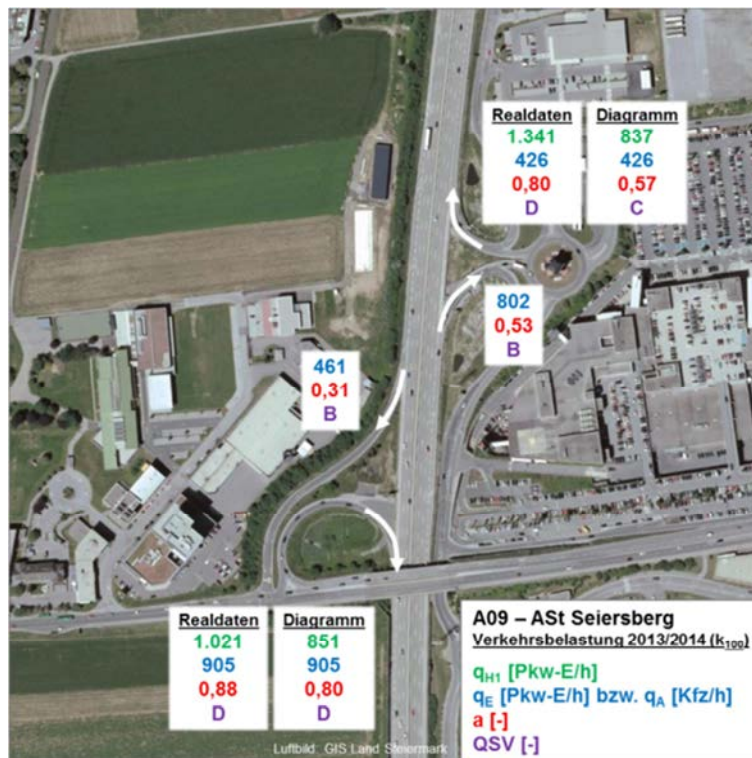 Realdaten Diagramm
1.341 837
426 426
0,80 0,57
D C
802
0,53
B
461
0,31
B
Realdaten Diagramm
1.021 851
905 905
0,88 0,80
D D
A09 – ASt Seiersberg
Verkehrsbelastung 2013/2014 (k100)
qH1 [Pkw-E/h]
qE [Pkw-E/h] bzw. qA [Kfz/h]
a [-]
QSV [-]
Luftbild: GIS Land Steiermark